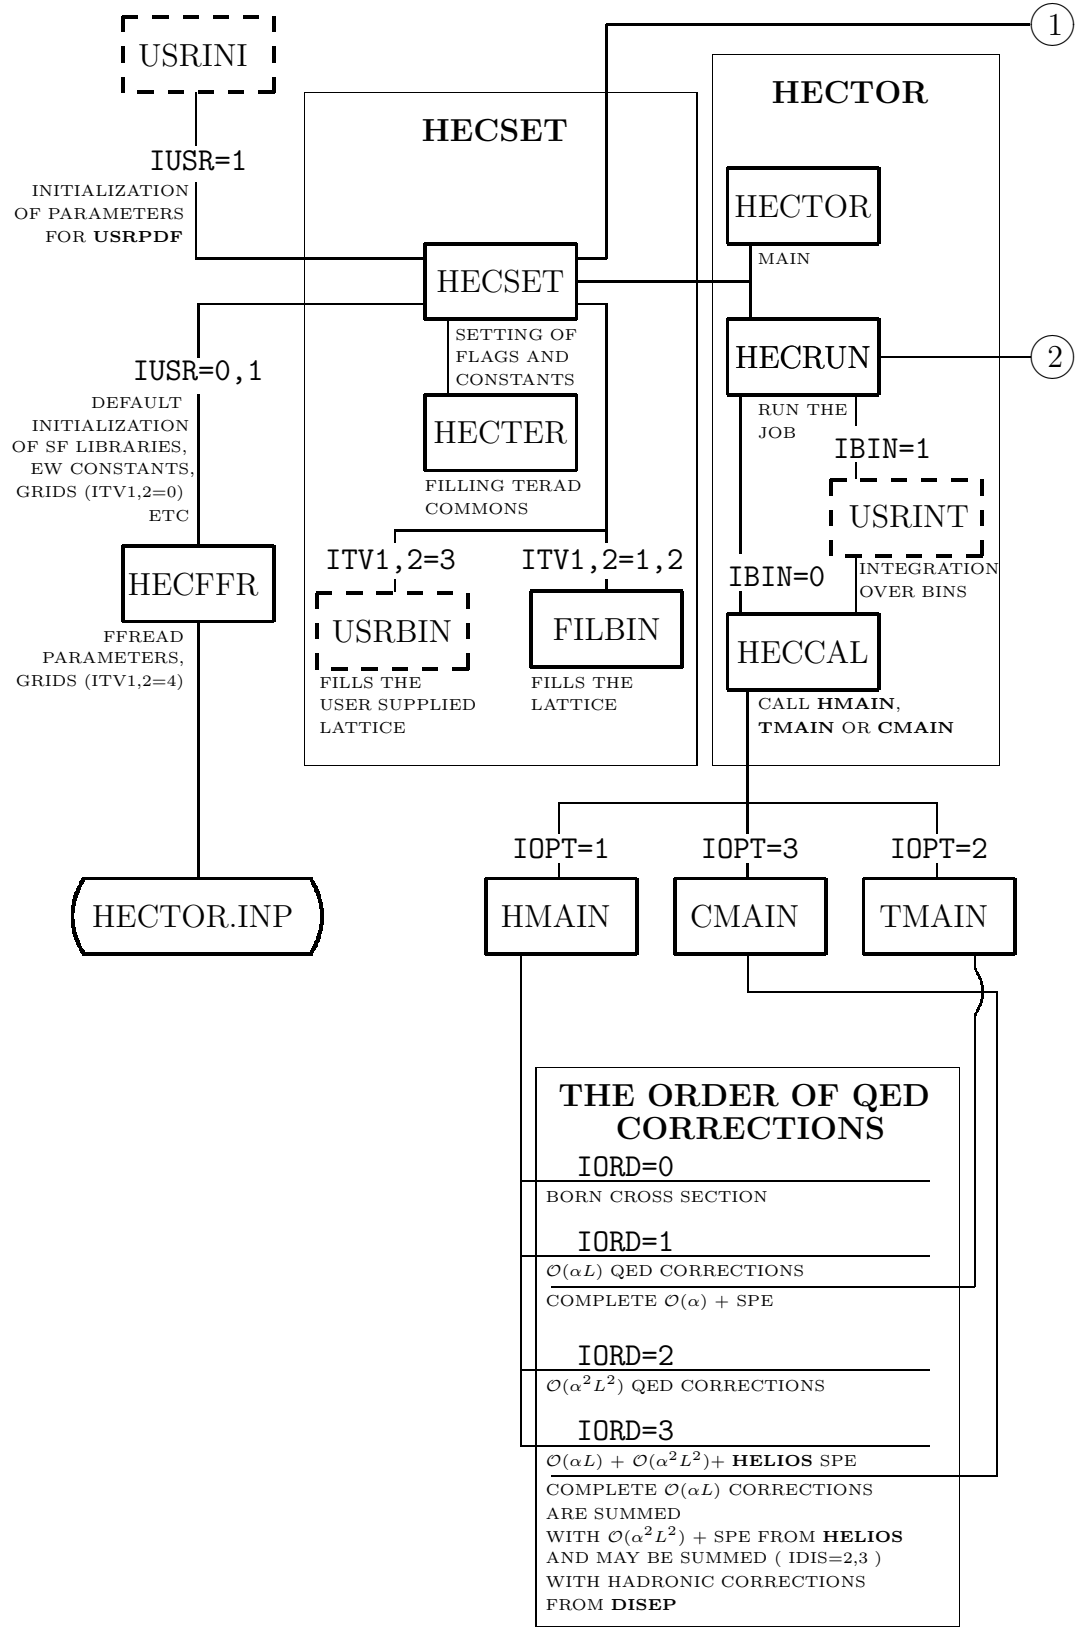 1
USRINI
HECTOR
HECSET
IUSR=1
INITIALIZATION
OF PARAMETERS
FOR USRPDF
HECTOR
MAIN
HECSET
SETTING OF
FLAGS AND
CONSTANTS
HECRUN
2
RUN THE
JOB
IUSR=0,1
DEFAULT
INITIALIZATION
OF SF LIBRARIES,
EW CONSTANTS,
GRIDS (ITV1,2=0)
ETC
HECTER
FILLING TERAD
COMMONS
IBIN=1
USRINT
INTEGRATION
OVER BINS
ITV1,2=3
ITV1,2=1,2
IBIN=0
HECFFR
FFREAD
PARAMETERS,
GRIDS (ITV1,2=4)
USRBIN
FILLS THE
USER SUPPLIED
LATTICE
FILBIN
FILLS THE
LATTICE
HECCAL
CALL HMAIN,
TMAIN OR CMAIN
IOPT=1
IOPT=3
IOPT=2
HECTOR.INP
HMAIN
CMAIN
TMAIN
THE ORDER OF QED
CORRECTIONS
IORD=0
BORN CROSS SECTION
IORD=1
𝒪(αL) QED CORRECTIONS
COMPLETE 𝒪(α) + SPE
IORD=2
𝒪(α²L²) QED CORRECTIONS
IORD=3
𝒪(αL) + 𝒪(α²L²)+ HELIOS SPE
COMPLETE 𝒪(αL) CORRECTIONS
ARE SUMMED
WITH 𝒪(α²L²) + SPE FROM HELIOS
AND MAY BE SUMMED ( IDIS=2,3 )
WITH HADRONIC CORRECTIONS
FROM DISEP